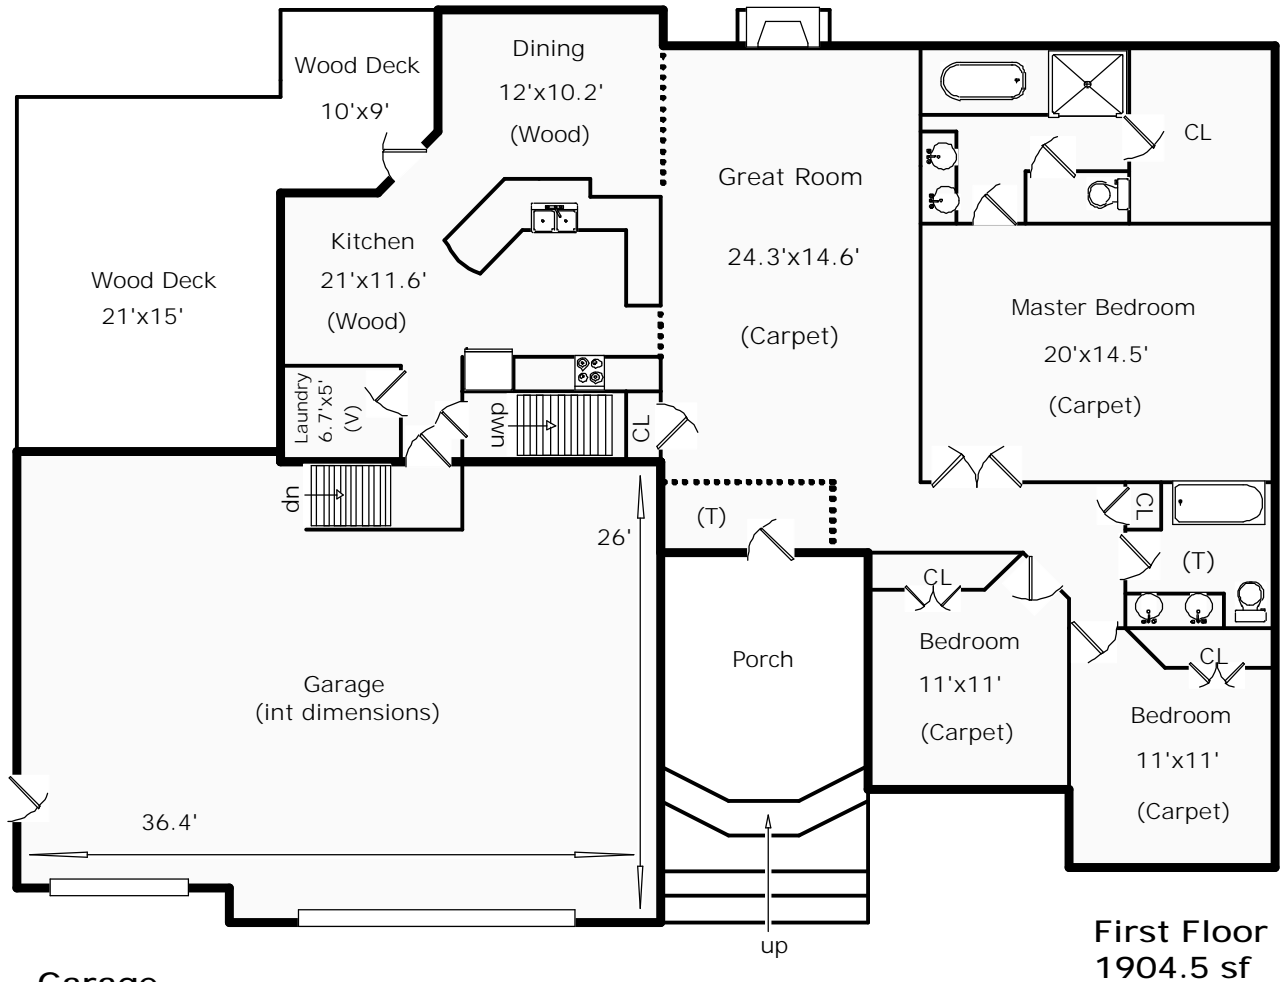 Wood Deck
10'x9'
Dining
12'x10.2'
(Wood)
CL
Great Room
24.3'x14.6'
(Carpet)
Kitchen
21'x11.6'
(Wood)
Wood Deck
21'x15'
Master Bedroom
20'x14.5'
(Carpet)
Laundry
6.7'x5'
(V)
dwn
CL
dn
26'
(T)
CL
(T)
CL
Bedroom
11'x11'
(Carpet)
Porch
CL
Bedroom
11'x11'
(Carpet)
Garage
(int dimensions)
36.4'
up
First Floor
1904.5 sf
Garage